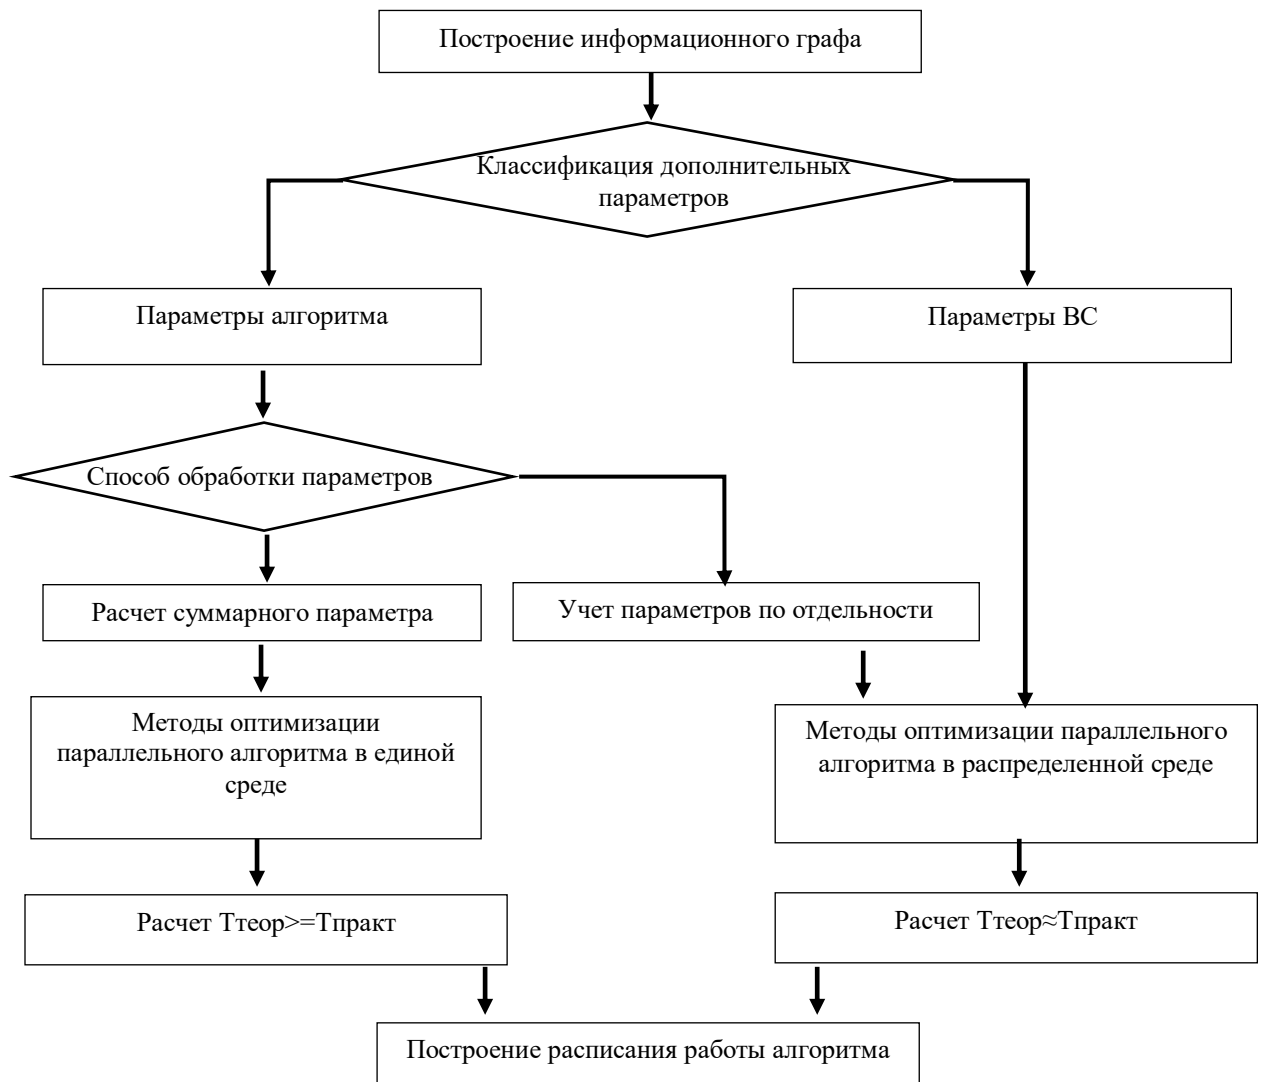 Построение информационного графа
Классификация дополнительных
параметров
Параметры алгоритма
Параметры ВС
Способ обработки параметров
Расчет суммарного параметра
Учет параметров по отдельности
Методы оптимизации
параллельного алгоритма в единой
среде
Методы оптимизации параллельного
алгоритма в распределенной среде
Расчет Ттеор>=Тпракт
Расчет Ттеор≈Тпракт
Построение расписания работы алгоритма